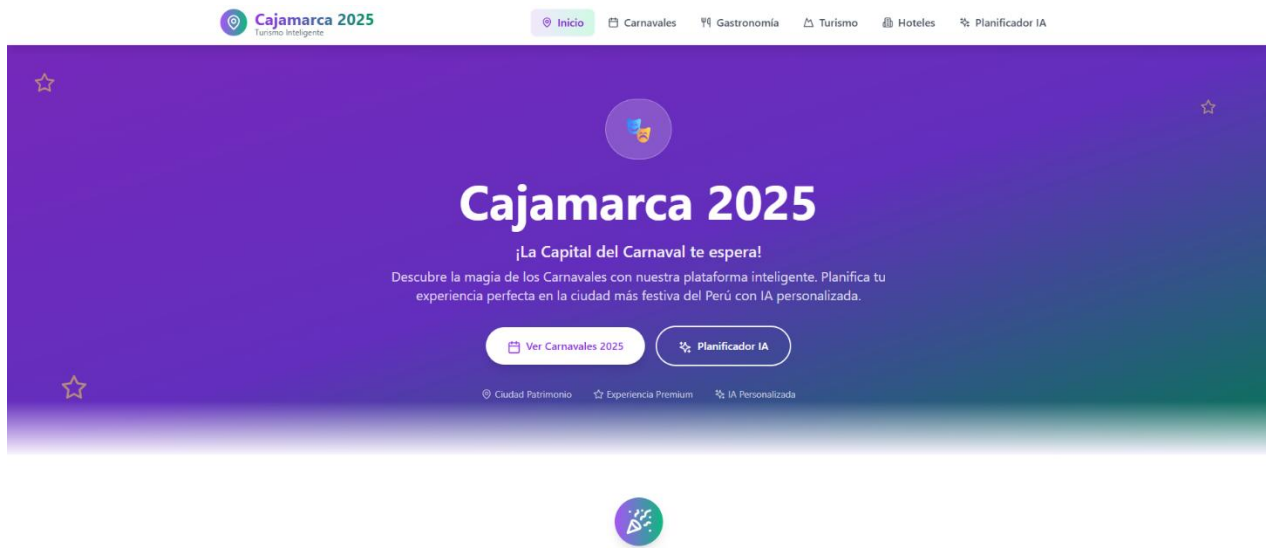 Cajamarca 2025
Turismo Inteligente
Inicio
Carnavales
Gastronomía
Turismo
Hoteles
Planificador IA
Cajamarca 2025
¡La Capital del Carnaval te espera!
Descubre la magia de los Carnavales con nuestra plataforma inteligente. Planifica tu
experiencia perfecta en la ciudad más festiva del Perú con IA personalizada.
Ver Carnavales 2025
Planificador IA
Ciudad Patrimonio
Experiencia Premium
IA Personalizada